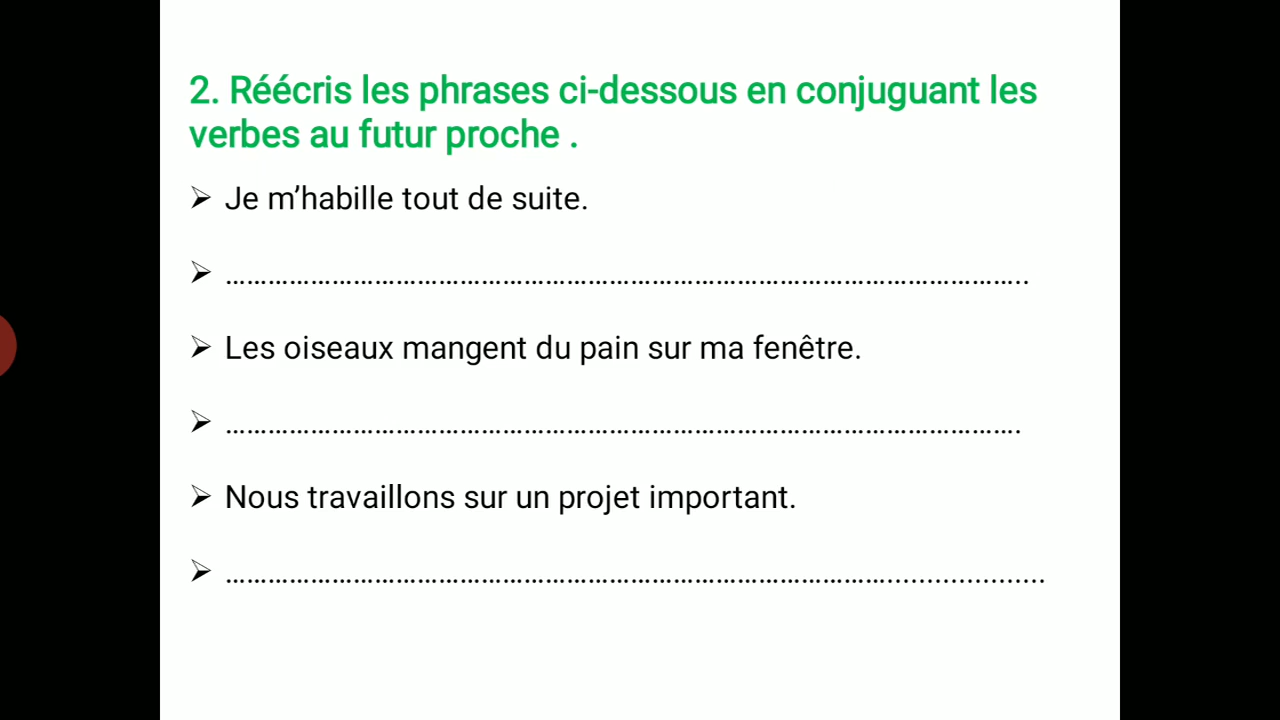 2. Réécris les phrases ci-dessous en conjuguant les
verbes au futur proche .
➢ Je m’habille tout de suite.
➢ ……………………………………………………………………………………………………..
➢ Les oiseaux mangent du pain sur ma fenêtre.
➢ …………………………………………………………………………………………………….
➢ Nous travaillons sur un projet important.
➢ ……………………………………………………………………………………....................